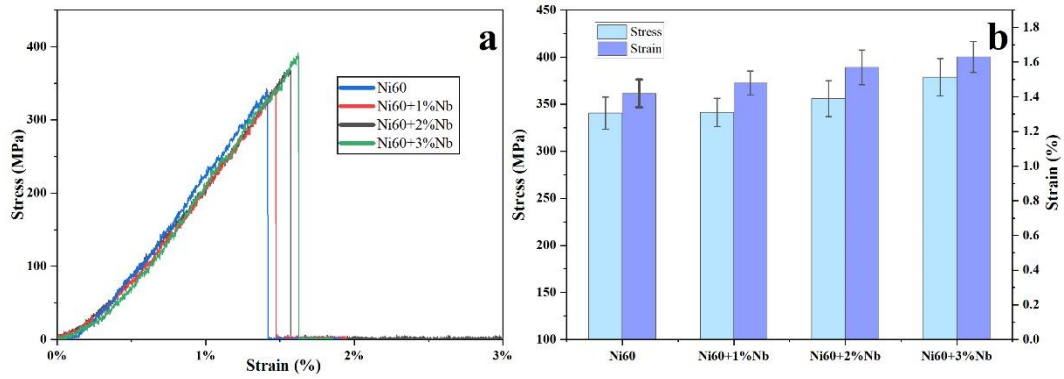 a
400
300
200
100
0
Stress (MPa)
Ni60
Ni60+1%Nb
Ni60+2%Nb
Ni60+3%Nb
0%
1%
2%
3%
Strain (%)
b
450
400
350
300
250
200
150
100
Stress (MPa)
Stress
Strain
1.8
1.6
1.4
1.2
1.0
0.8
0.6
0.4
0.2
0.0
Strain (%)
Ni60
Ni60+1%Nb
Ni60+2%Nb
Ni60+3%Nb